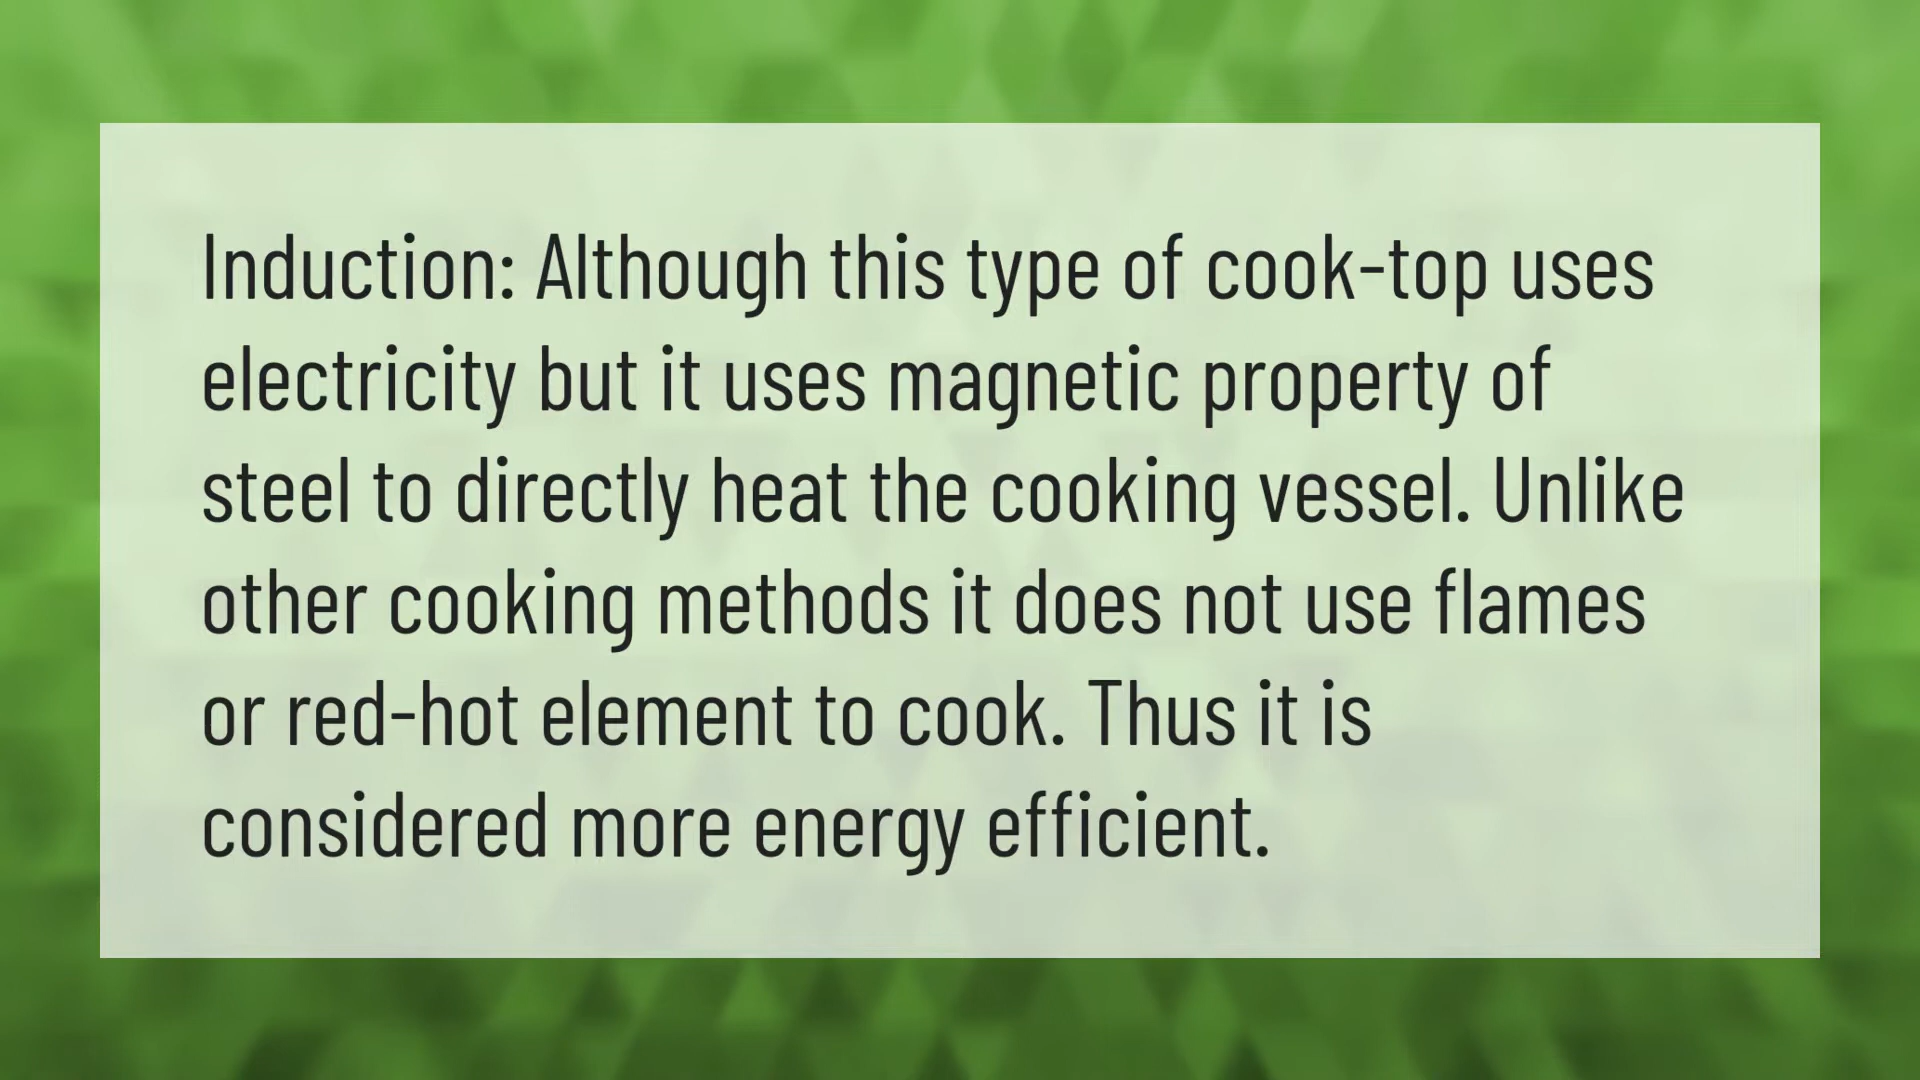 Induction: Although this type of cook-top uses
electricity but it uses magnetic property of
steel to directly heat the cooking vessel. Unlike
other cooking methods it does not use flames
or red-hot element to cook. Thus it is
considered more energy efficient.